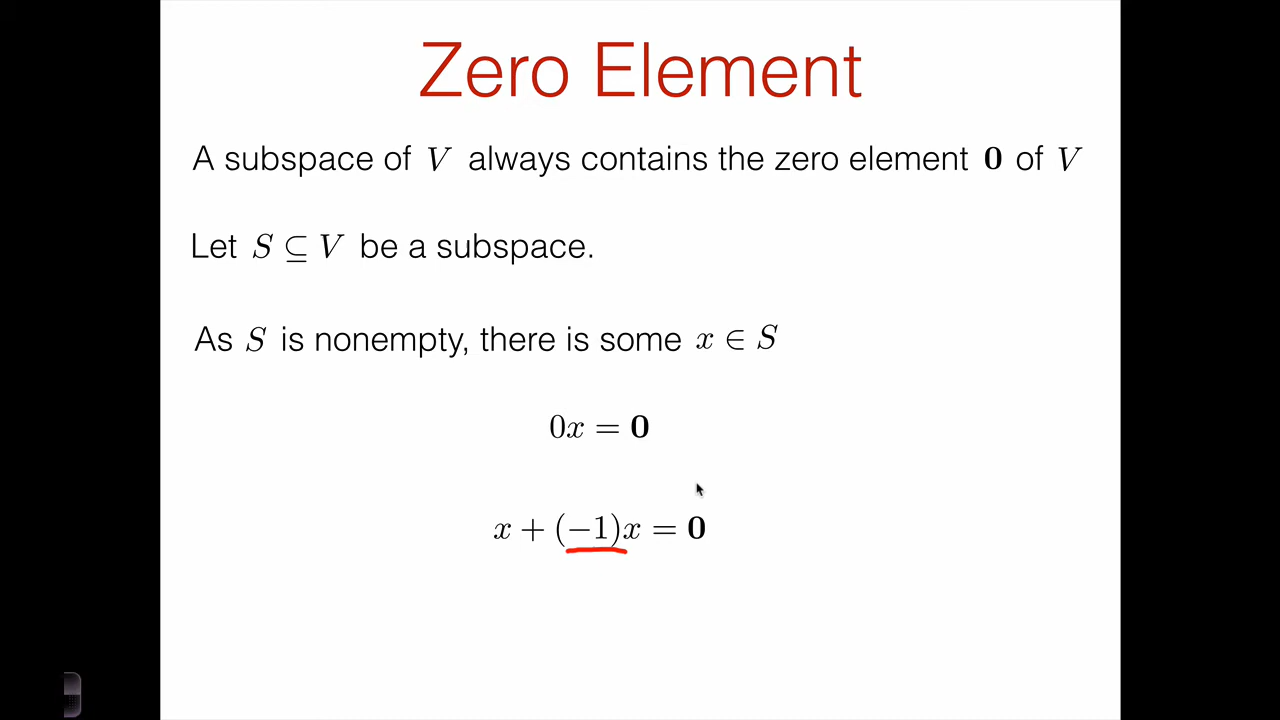 Zero Element
A subspace of V always contains the zero element 𝟎 of V
Let S ⊆ V be a subspace.
As S is nonempty, there is some x ∈ S
0x = 𝟎
x + (−1)x = 𝟎